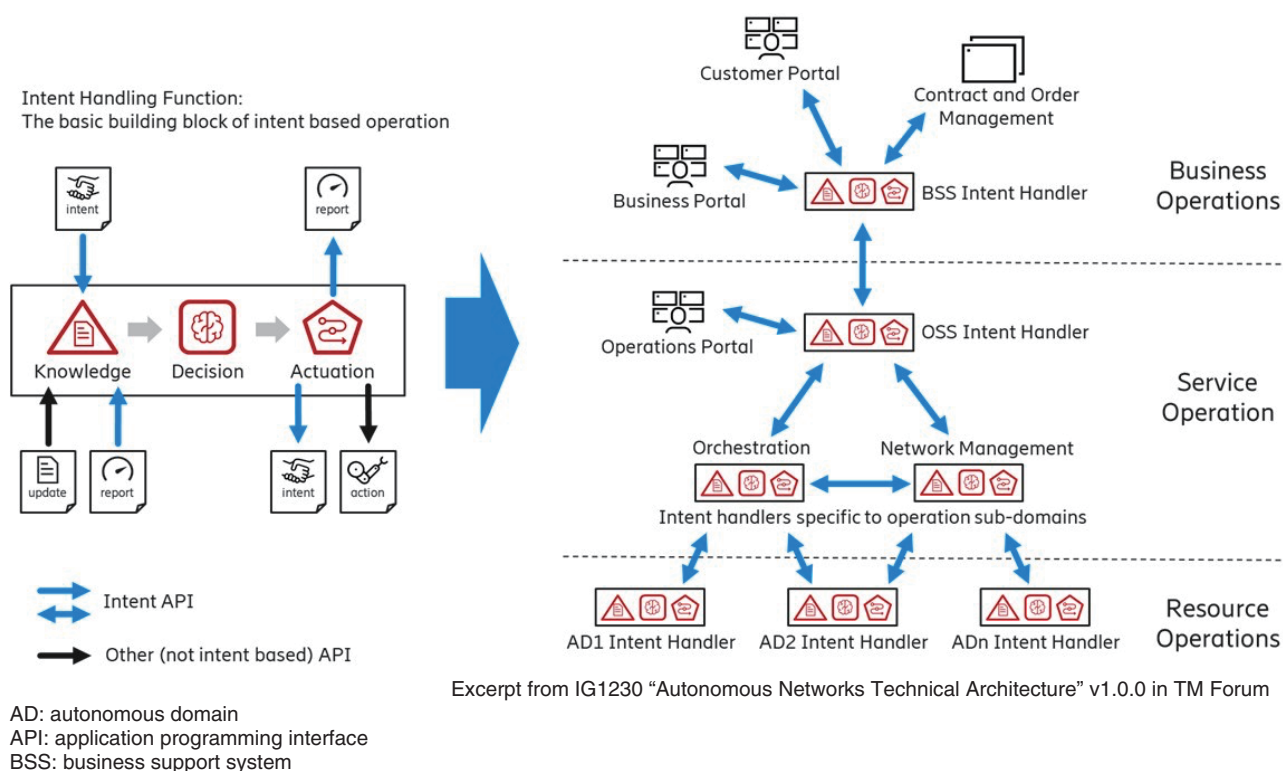 Intent Handling Function:
The basic building block of intent based operation
intent
report
Knowledge
Decision
Actuation
update
report
intent
action
Intent API
Other (not intent based) API
Customer Portal
Contract and Order
Management
Business Portal
BSS Intent Handler
Business
Operations
Operations Portal
OSS Intent Handler
Service
Operation
Orchestration
Network Management
Intent handlers specific to operation sub-domains
AD1 Intent Handler
AD2 Intent Handler
ADn Intent Handler
Resource
Operations
Excerpt from IG1230 “Autonomous Networks Technical Architecture” v1.0.0 in TM Forum
AD: autonomous domain
API: application programming interface
BSS: business support system